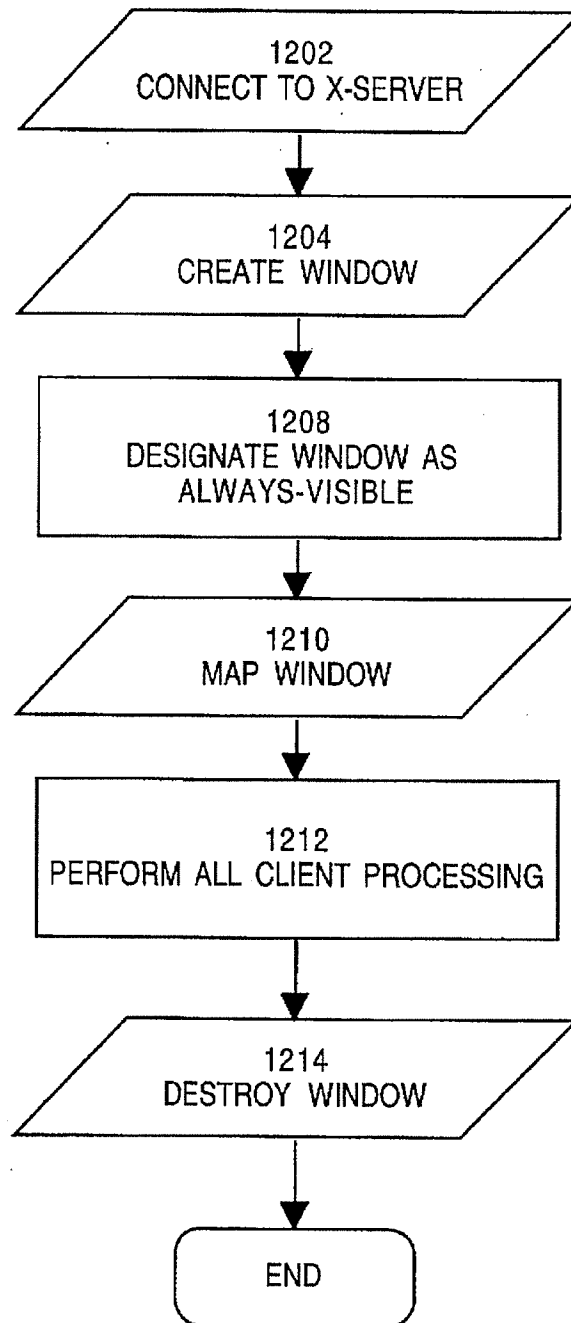 1202
CONNECT TO X-SERVER
1204
CREATE WINDOW
1208
DESIGNATE WINDOW AS
ALWAYS-VISIBLE
1210
MAP WINDOW
1212
PERFORM ALL CLIENT PROCESSING
1214
DESTROY WINDOW
END